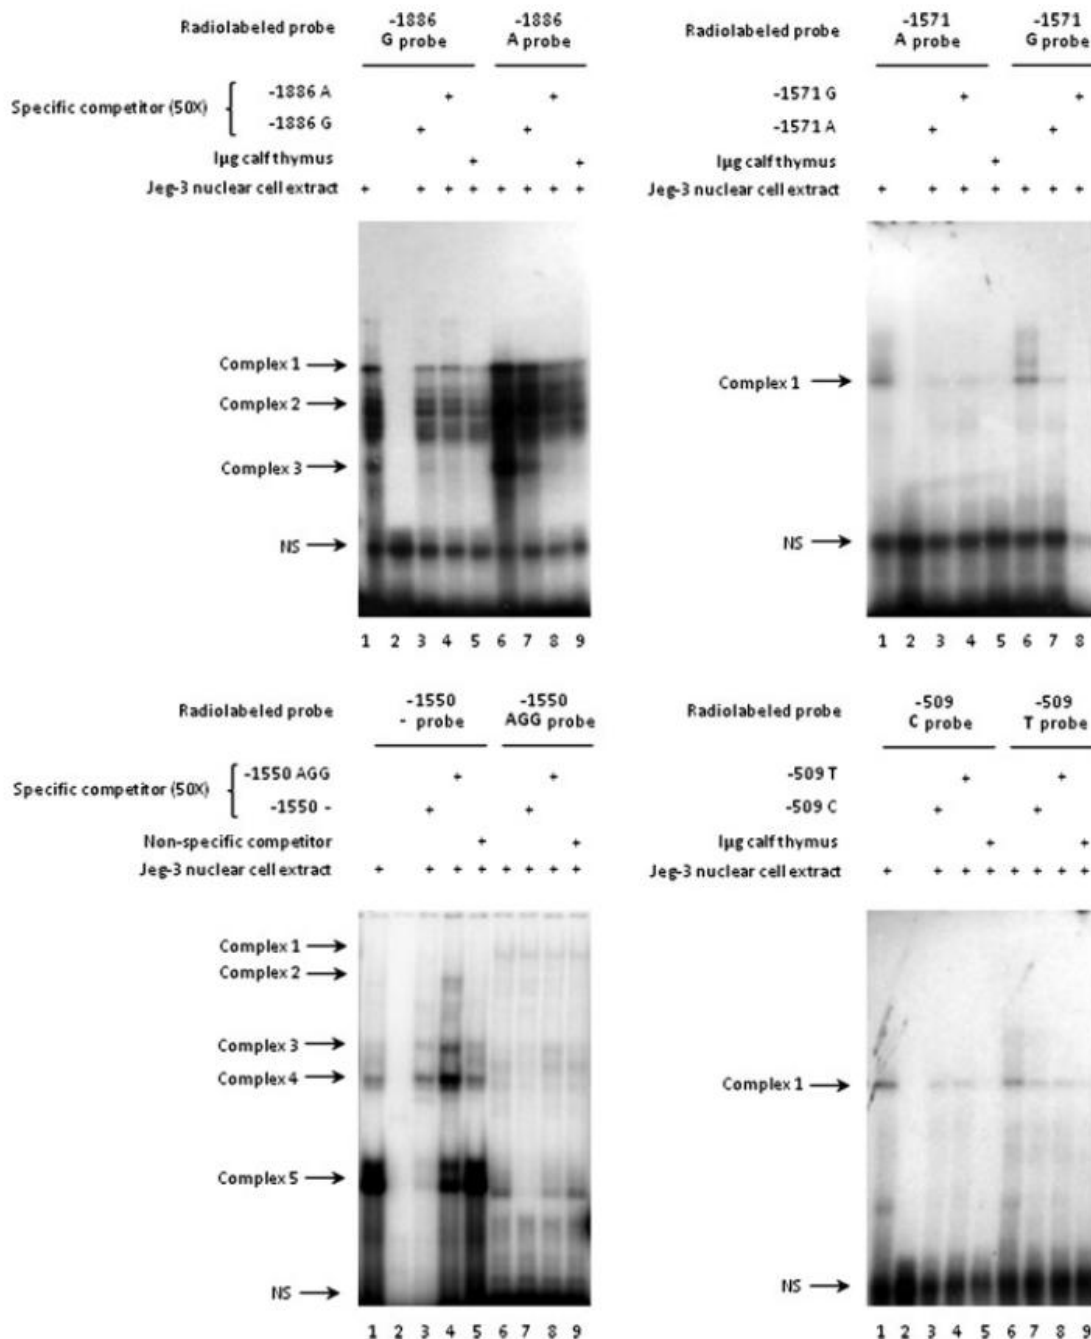 Radiolabeled probe
-1886 G probe
-1886 A probe
Specific competitor (50X)
-1886 A
+ +
-1886 G
+ +
1µg calf thymus
+ +
Jeg-3 nuclear cell extract
+ + + + + + + +
Complex 1
Complex 2
Complex 3
NS
1 2 3 4 5 6 7 8 9
Radiolabeled probe
-1571 A probe
-1571 G probe
-1571 G
+ +
-1571 A
+ +
1µg calf thymus
+
Jeg-3 nuclear cell extract
+ + + + + + +
Complex 1
NS
1 2 3 4 5 6 7 8
Radiolabeled probe
-1550 - probe
-1550 AGG probe
Specific competitor (50X)
-1550 AGG
+ +
-1550 -
+ +
Non-specific competitor
+ +
Jeg-3 nuclear cell extract
+ + + + + + + +
Complex 1
Complex 2
Complex 3
Complex 4
Complex 5
NS
1 2 3 4 5 6 7 8 9
Radiolabeled probe
-509 C probe
-509 T probe
-509 T
+ +
-509 C
+ +
1µg calf thymus
+ +
Jeg-3 nuclear cell extract
+ + + + + + + +
Complex 1
NS
1 2 3 4 5 6 7 8 9